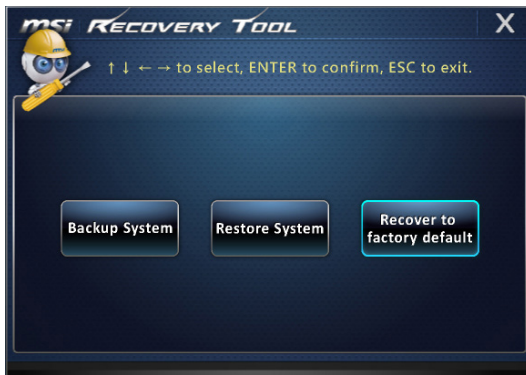 msi RECOVERY TOOL
X
↑ ↓ ← → to select, ENTER to confirm, ESC to exit.
Backup System
Restore System
Recover to
factory default